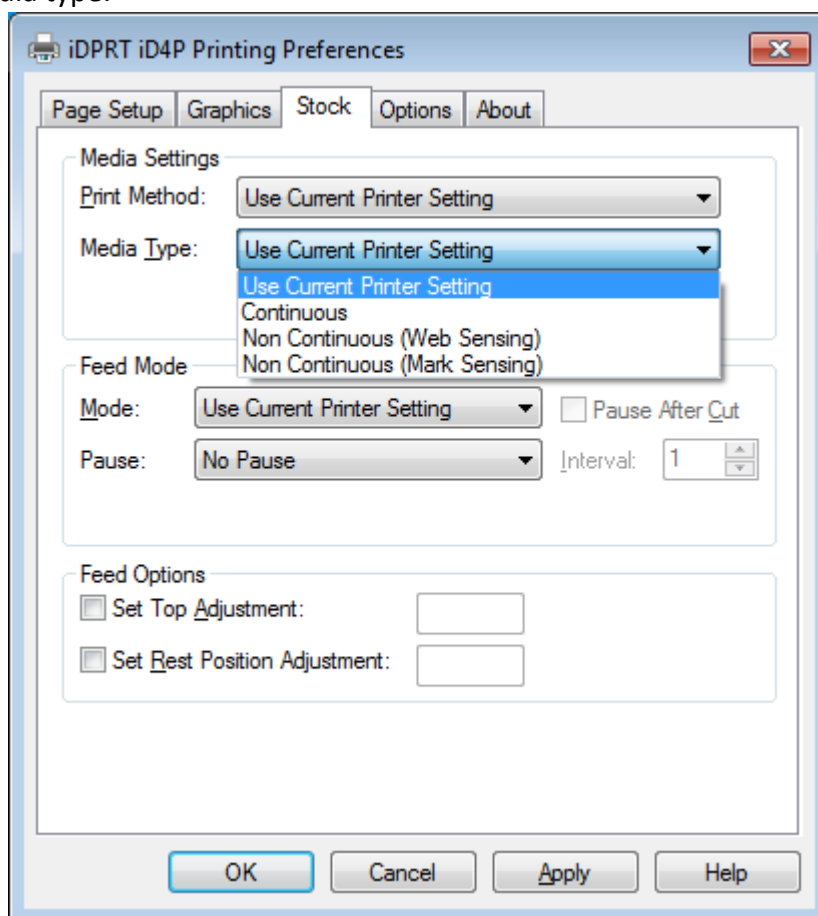 type.
iDPRT iD4P Printing Preferences
Page Setup Graphics Stock Options About
Media Settings
Print Method: Use Current Printer Setting
Media Type: Use Current Printer Setting
Use Current Printer Setting
Continuous
Non Continuous (Web Sensing)
Non Continuous (Mark Sensing)
Feed Mode
Mode: Use Current Printer Setting Pause After Cut
Pause: No Pause Interval: 1
Feed Options
Set Top Adjustment:
Set Rest Position Adjustment:
OK Cancel Apply Help